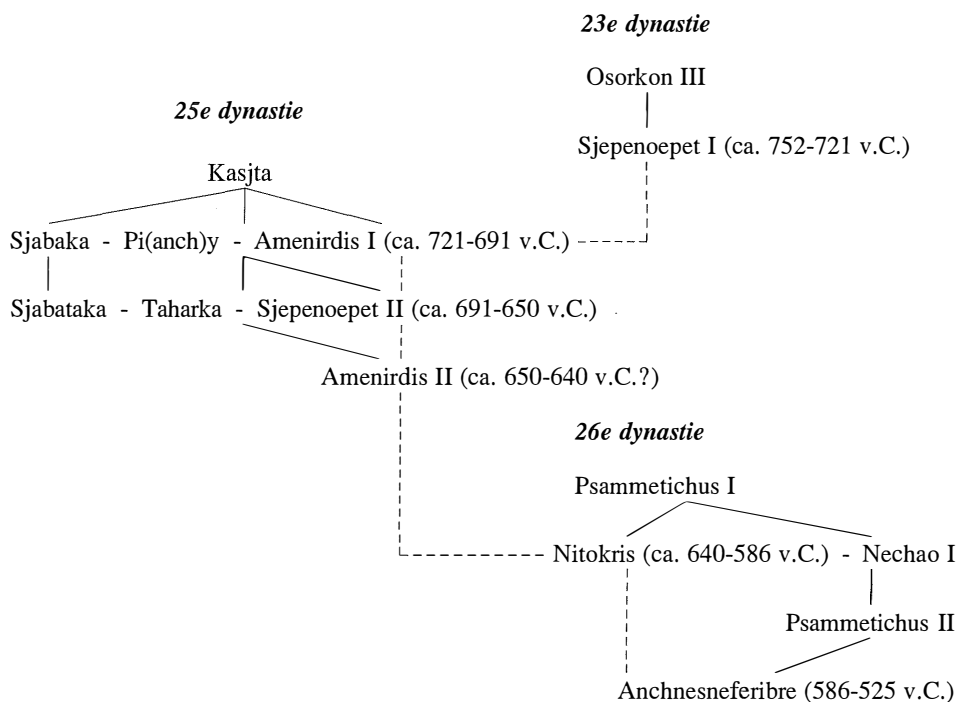 23e dynastie
Osorkon III
25e dynastie
Sjepenoepet I (ca. 752-721 v.C.)
Kasjta
Sjabaka - Pi(anch)y - Amenirdis I (ca. 721-691 v.C.)
Sjabataka - Taharka - Sjepenoepet II (ca. 691-650 v.C.)
Amenirdis II (ca. 650-640 v.C.?)
26e dynastie
Psammetichus I
Nitokris (ca. 640-586 v.C.) - Nechao I
Psammetichus II
Anchnesneferibre (586-525 v.C.)